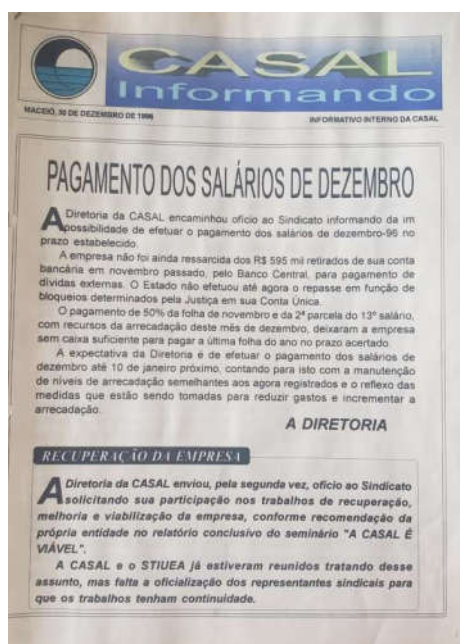 CASAL
Informando
MACEIÓ, 30 DE DEZEMBRO DE 1996
INFORMATIVO INTERNO DA CASAL
PAGAMENTO DOS SALÁRIOS DE DEZEMBRO
A Diretoria da CASAL encaminhou ofício ao Sindicato informando da im
possibilidade de efetuar o pagamento dos salários de dezembro-96 no
prazo estabelecido.
A empresa não foi ainda ressarcida dos R$ 595 mil retirados de sua conta
bancária em novembro passado, pelo Banco Central, para pagamento de
dívidas externas. O Estado não efetuou até agora o repasse em função de
bloqueios determinados pela Justiça em sua Conta Única.
O pagamento de 50% da folha de novembro e da 2ª parcela do 13º salário,
com recursos da arrecadação deste mês de dezembro, deixaram a empresa
sem caixa suficiente para pagar a última folha do ano no prazo acertado.
A expectativa da Diretoria é de efetuar o pagamento dos salários de
dezembro até 10 de janeiro próximo, contando para isto com a manutenção
de níveis de arrecadação semelhantes aos agora registrados e o reflexo das
medidas que estão sendo tomadas para reduzir gastos e incrementar a
arrecadação.
A DIRETORIA
RECUPERAÇÃO DA EMPRESA
A Diretoria da CASAL enviou, pela segunda vez, ofício ao Sindicato
solicitando sua participação nos trabalhos de recuperação,
melhoria e viabilização da empresa, conforme recomendação da
própria entidade no relatório conclusivo do seminário "A CASAL É
VIÁVEL".
A CASAL e o STIUEA já estiveram reunidos tratando desse
assunto, mas falta a oficialização dos representantes sindicais para
que os trabalhos tenham continuidade.